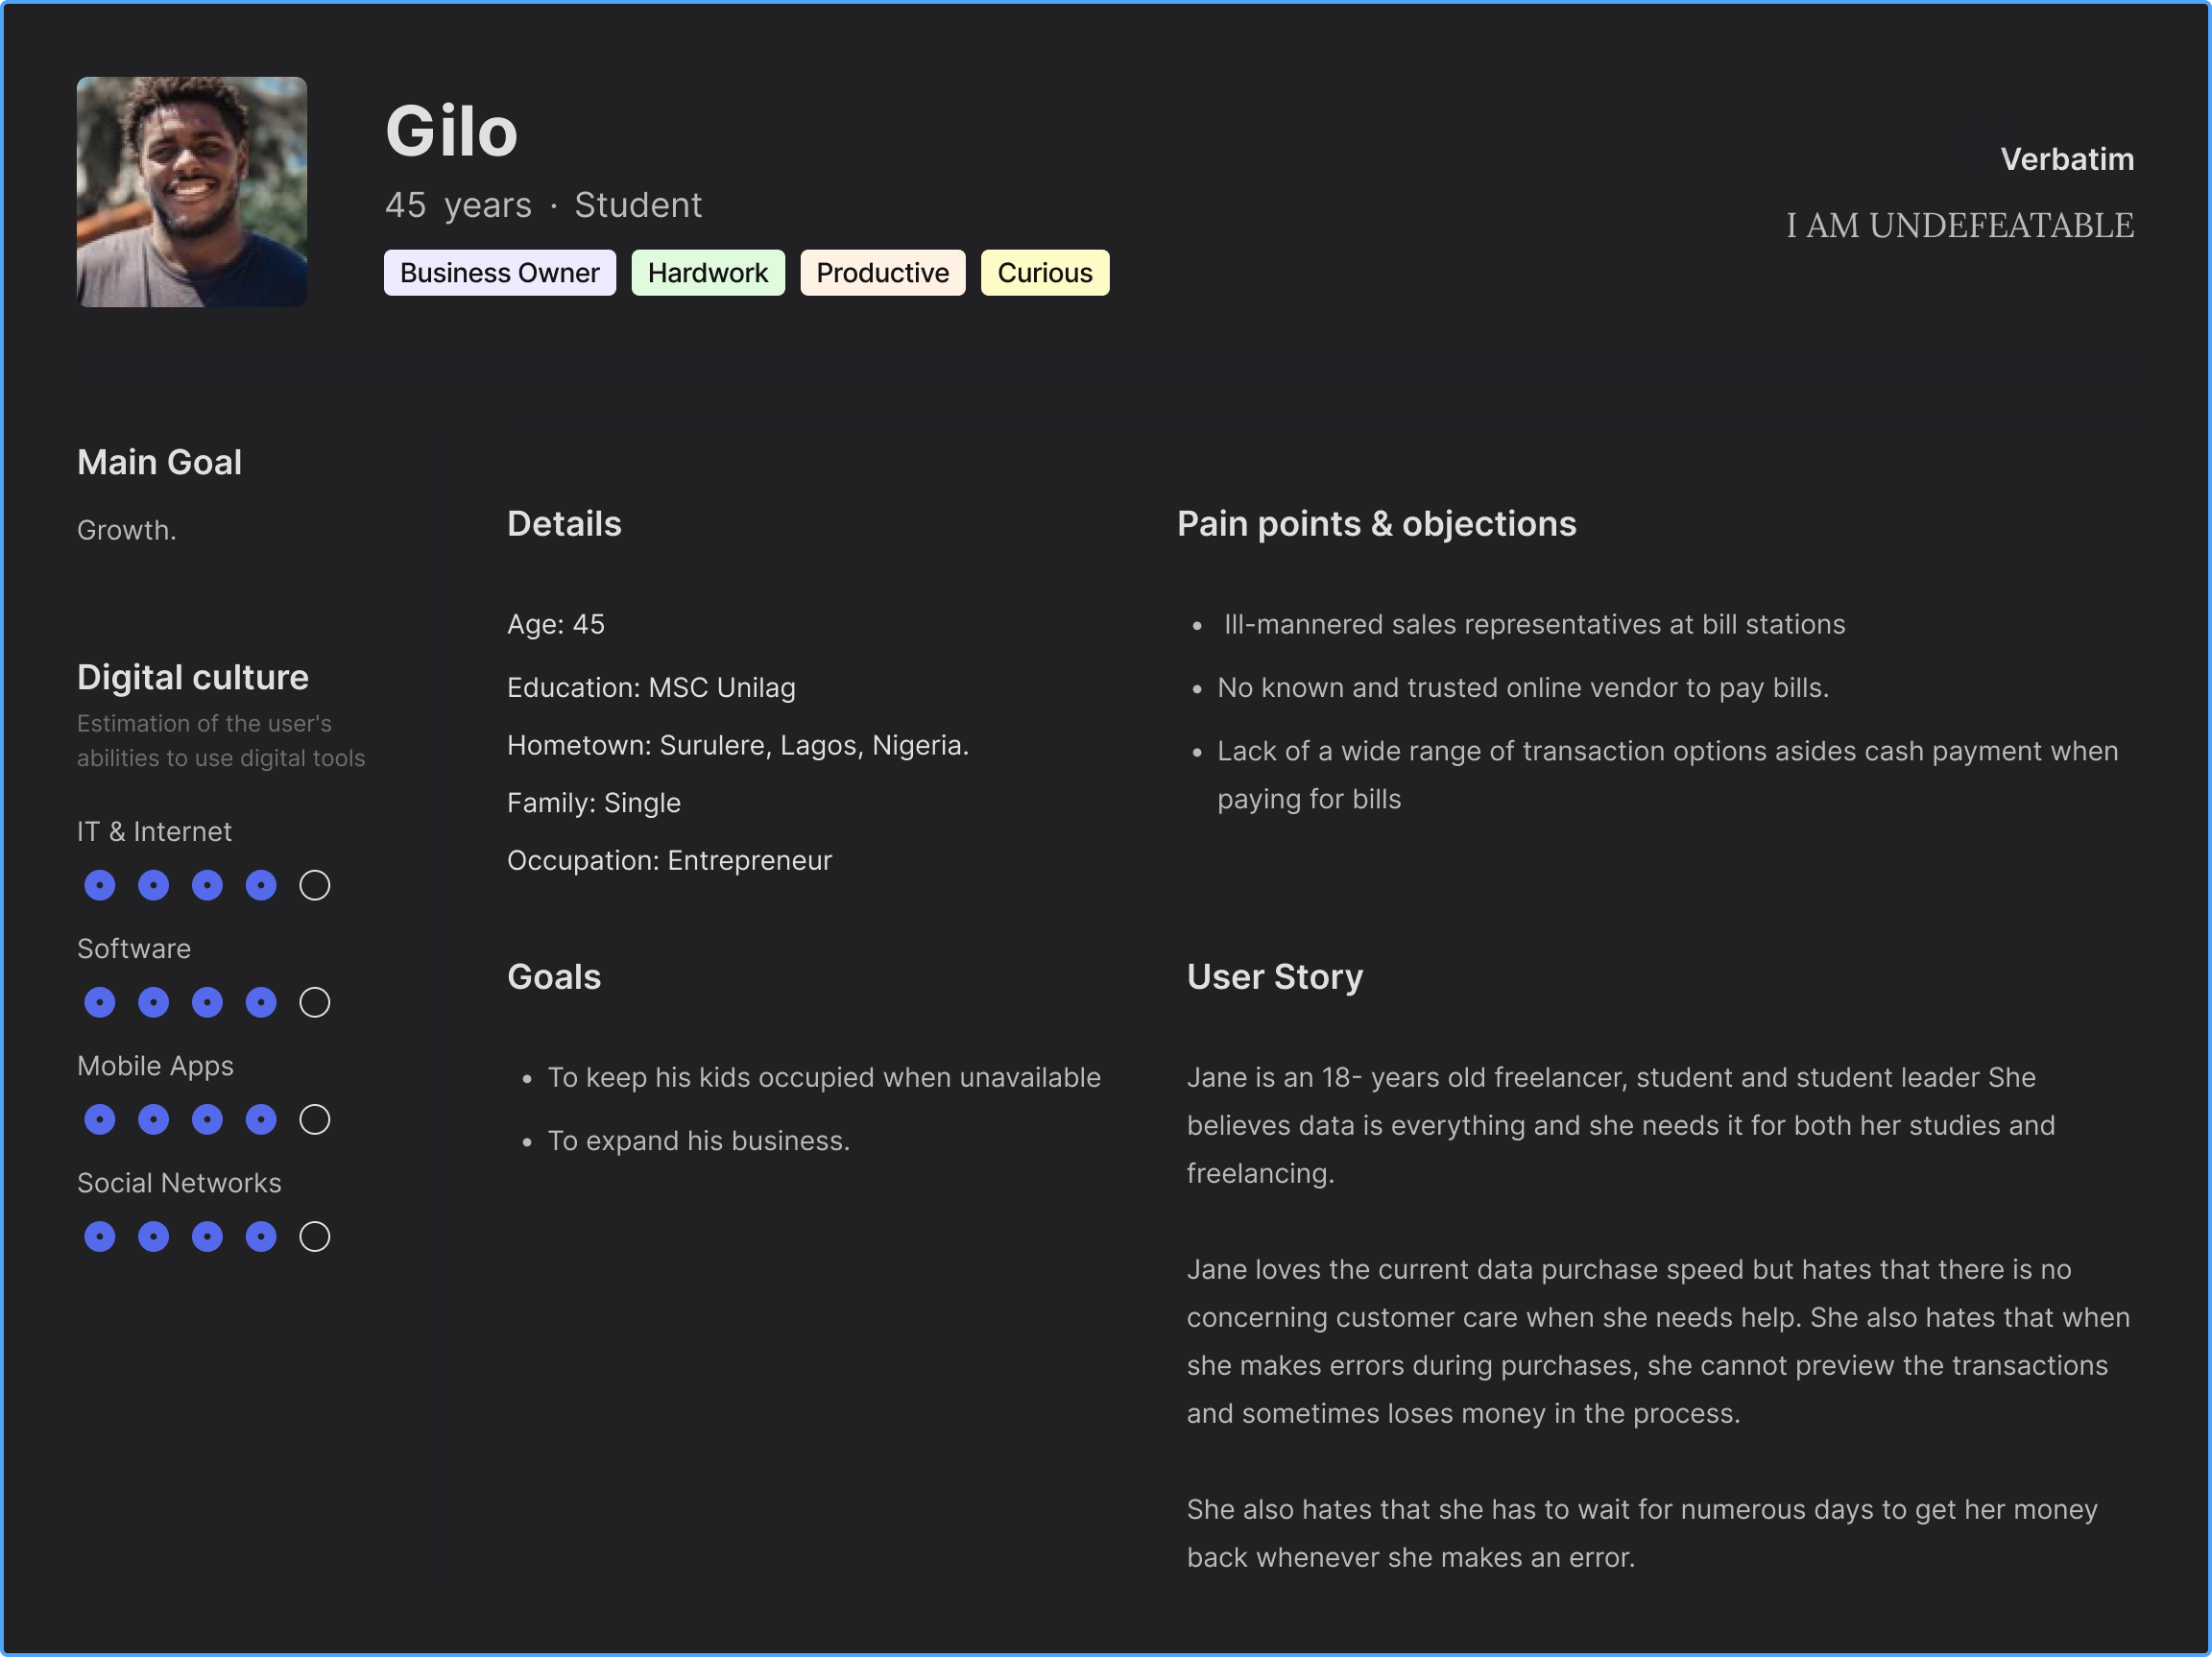 Gilo
45 years · Student
Business Owner
Hardwork
Productive
Curious
Verbatim
I AM UNDEFEATABLE
Main Goal
Growth.
Digital culture
Estimation of the user's
abilities to use digital tools
IT & Internet
Software
Mobile Apps
Social Networks
Details
Age: 45
Education: MSC Unilag
Hometown: Surulere, Lagos, Nigeria.
Family: Single
Occupation: Entrepreneur
Goals
• To keep his kids occupied when unavailable
• To expand his business.
Pain points & objections
• Ill-mannered sales representatives at bill stations
• No known and trusted online vendor to pay bills.
• Lack of a wide range of transaction options asides cash payment when
paying for bills
User Story
Jane is an 18- years old freelancer, student and student leader She
believes data is everything and she needs it for both her studies and
freelancing.
Jane loves the current data purchase speed but hates that there is no
concerning customer care when she needs help. She also hates that when
she makes errors during purchases, she cannot preview the transactions
and sometimes loses money in the process.
She also hates that she has to wait for numerous days to get her money
back whenever she makes an error.